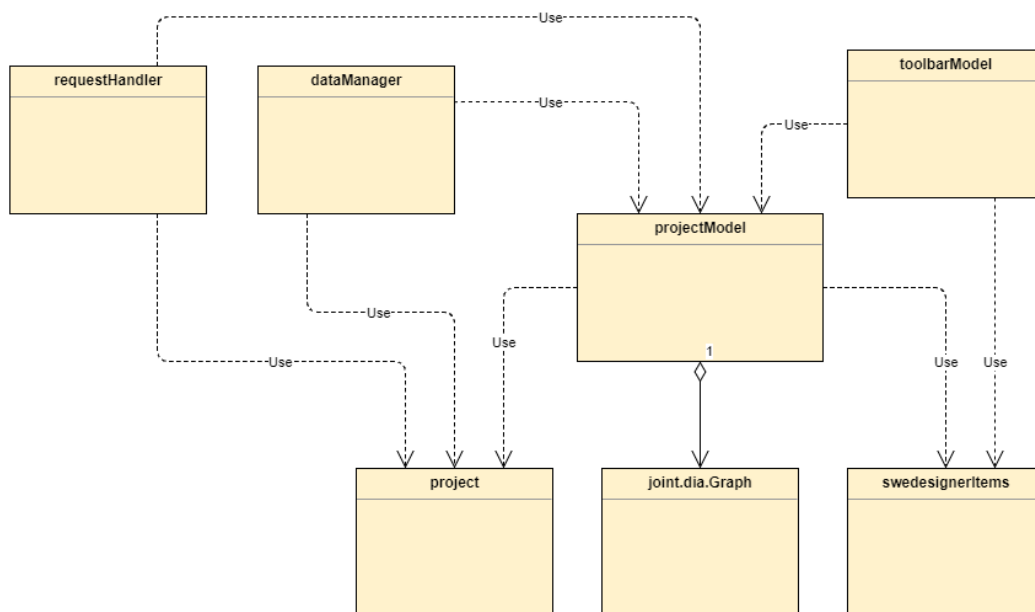 Use
toolbarModel
requestHandler
dataManager
Use
Use
projectModel
Use
Use
1
Use
Use
Use
project
joint.dia.Graph
swedesignerItems